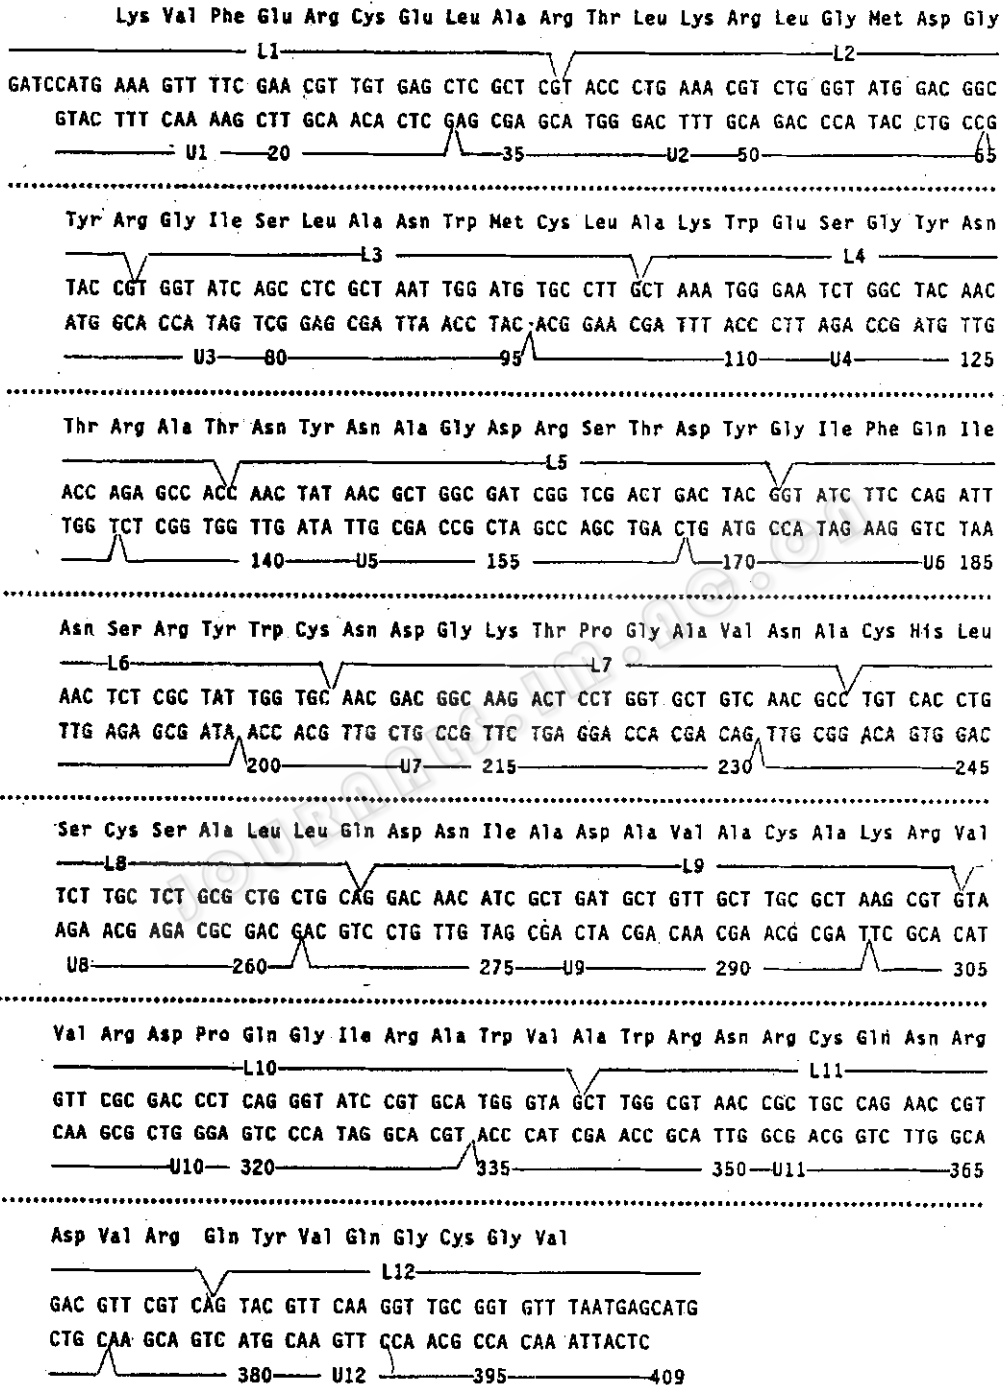 Lys Val Phe Glu Arg Cys Glu Leu Ala Arg Thr Leu Lys Arg Leu Gly Met Asp Gly
L1 L2
GATCCATG AAA GTT TTC GAA CGT TGT GAG CTC GCT CGT ACC CTG AAA CGT CTG GGT ATG GAC GGC
GTAC TTT CAA AAG CTT GCA ACA CTC GAG CGA GCA TGG GAC TTT GCA GAC CCA TAC CTG CCG
U1 20 35 U2 50 65
Tyr Arg Gly Ile Ser Leu Ala Asn Trp Met Cys Leu Ala Lys Trp Glu Ser Gly Tyr Asn
L3 L4
TAC CGT GGT ATC AGC CTC GCT AAT TGG ATG TGC CTT GCT AAA TGG GAA TCT GGC TAC AAC
ATG GCA CCA TAG TCG GAG CGA TTA ACC TAC ACG GAA CGA TTT ACC CTT AGA CCG ATG TTG
U3 80 95 110 U4 125
Thr Arg Ala Thr Asn Tyr Asn Ala Gly Asp Arg Ser Thr Asp Tyr Gly Ile Phe Gln Ile
L5
ACC AGA GCC ACC AAC TAT AAC GCT GGC GAT CGG TCG ACT GAC TAC GGT ATC TTC CAG ATT
TGG TCT CGG TGG TTG ATA TTG CGA CCG CTA GCC AGC TGA CTG ATG CCA TAG AAG GTC TAA
140 U5 155 170 U6 185
Asn Ser Arg Tyr Trp Cys Asn Asp Gly Lys Thr Pro Gly Ala Val Asn Ala Cys His Leu
L6 L7
AAC TCT CGC TAT TGG TGC AAC GAC GGC AAG ACT CCT GGT GCT GTC AAC GCC TGT CAC CTG
TTG AGA GCG ATA ACC ACG TTG CTG CCG TTC TGA GGA CCA CGA CAG TTG CGG ACA GTG GAC
200 U7 215 230 245
Ser Cys Ser Ala Leu Leu Gln Asp Asn Ile Ala Asp Ala Val Ala Cys Ala Lys Arg Val
L8 L9
TCT TGC TCT GCG CTG CTG CAG GAC AAC ATC GCT GAT GCT GTT GCT TGC GCT AAG CGT GTA
AGA ACG AGA CGC GAC GAC GTC CTG TTG TAG CGA CTA CGA CAA CGA ACG CGA TTC GCA CAT
U8 260 275 U9 290 305
Val Arg Asp Pro Gln Gly Ile Arg Ala Trp Val Ala Trp Arg Asn Arg Cys Gln Asn Arg
L10 L11
GTT CGC GAC CCT CAG GGT ATC CGT GCA TGG GTA GCT TGG CGT AAC CGC TGC CAG AAC CGT
CAA GCG CTG GGA GTC CCA TAG GCA CGT ACC CAT CGA ACC GCA TTG GCG ACG GTC TTG GCA
U10 320 335 350 U11 365
Asp Val Arg Gln Tyr Val Gln Gly Cys Gly Val
L12
GAC GTT CGT CAG TAC GTT CAA GGT TGC GGT GTT TAATGAGCATG
CTG CAA GCA GTC ATG CAA GTT CCA ACG CCA CAA ATTACTC
380 U12 395 409
JOURNALS.IM.AC.CN